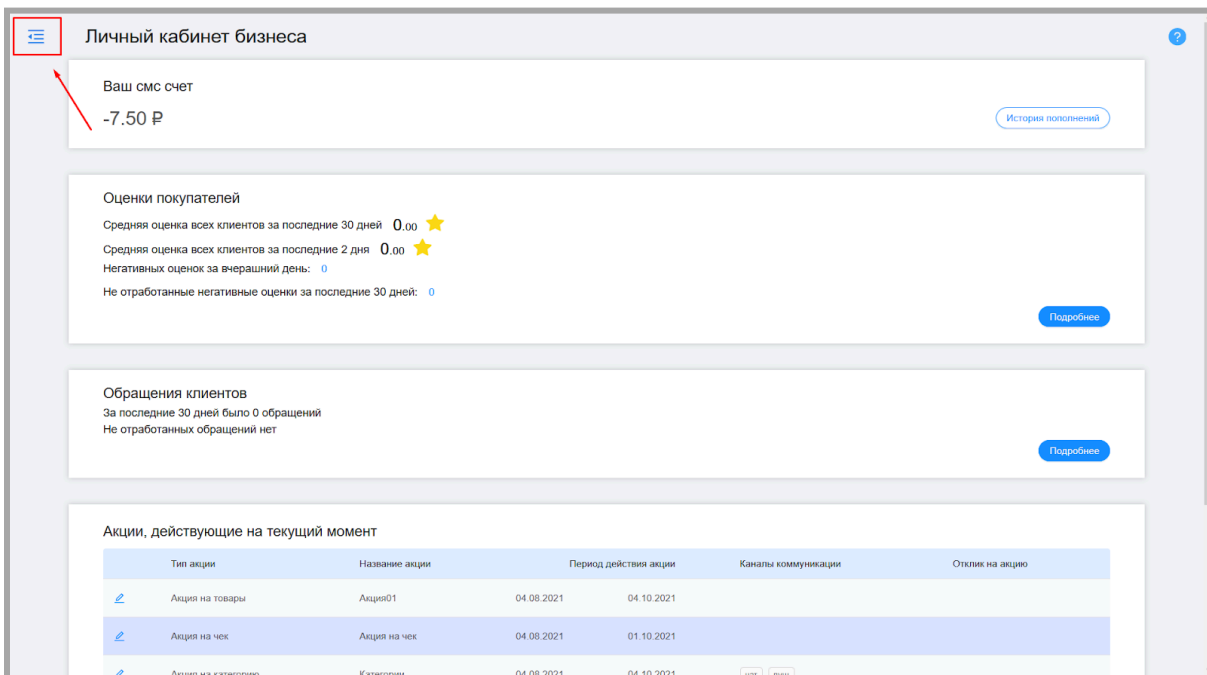 Личный кабинет бизнеса
?
Ваш смс счет
-7.50 ₽
История пополнений
Оценки покупателей
Средняя оценка всех клиентов за последние 30 дней 0.00
Средняя оценка всех клиентов за последние 2 дня 0.00
Негативных оценок за вчерашний день: 0
Не отработанные негативные оценки за последние 30 дней: 0
Подробнее
Обращения клиентов
За последние 30 дней было 0 обращений
Не отработанных обращений нет
Подробнее
Акции, действующие на текущий момент
Тип акции Название акции Период действия акции Каналы коммуникации Отклик на акцию
Акция на товары Акция01 04.08.2021 04.10.2021
Акция на чек Акция на чек 04.08.2021 01.10.2021
Акция на категорию Категории 04.08.2021 04.10.2021